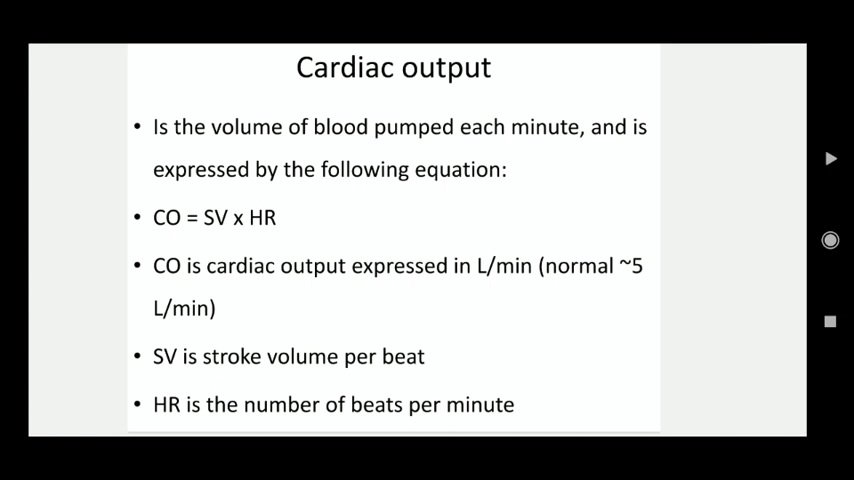 Cardiac output
• Is the volume of blood pumped each minute, and is
expressed by the following equation:
• CO = SV x HR
• CO is cardiac output expressed in L/min (normal ~5
L/min)
• SV is stroke volume per beat
• HR is the number of beats per minute